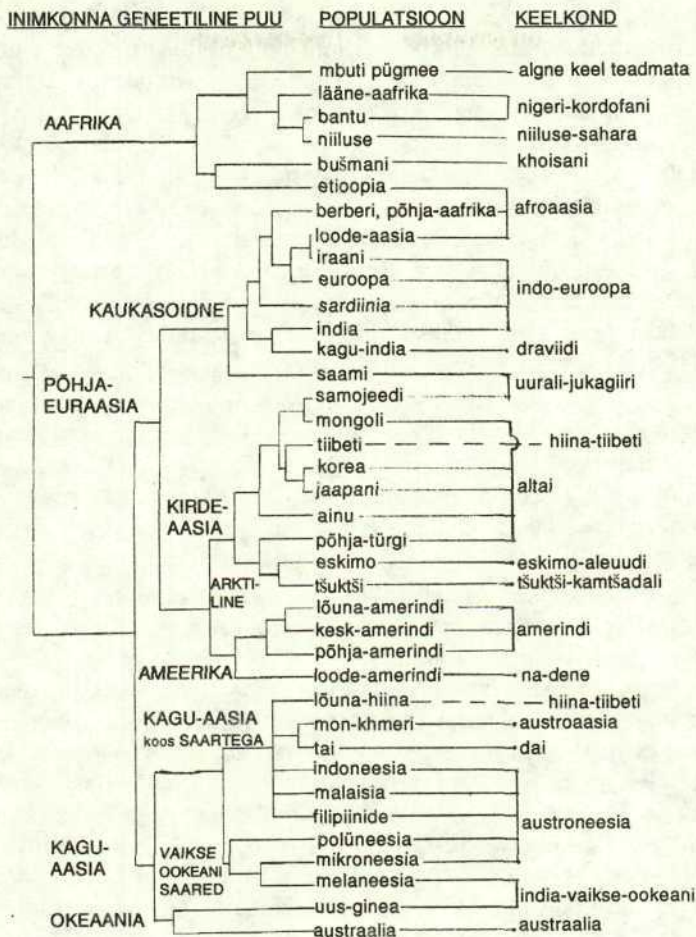 INIMKONNA GENEETILINE PUU POPULATSIOON KEELKOND
mbuti pügmee algne keel teadmata
lääne-aafrika
nigeri-kordofani
AAFRIKA
bantu
niiluse niiluse-sahara
bušmani khoisani
etioopia
berberi, põhja-aafrika afroaasia
loode-aasia
iraani
euroopa indo-euroopa
KAUKASOIDNE sardiinia
india
kagu-india draviidi
PÕHJA-
EURAASIA
saami uurali-jukagiiri
samojeedi
mongoli
tiibeti hiina-tiibeti
korea
jaapani altai
KIRDE-
AASIA
ainu
põhja-türgi
eskimo eskimo-aleuudi
ARKTI-
LINE
tšuktši tšuktši-kamtšadali
lõuna-amerindi
kesk-amerindi amerindi
põhja-amerindi
AMEERIKA loode-amerindi na-dene
lõuna-hiina hiina-tiibeti
KAGU-AASIA
koos SAARTEGA
mon-khmeri austroaasia
tai dai
indoneesia
malaisia
filipiinide austroneesia
KAGU-
AASIA
VAIKSE
OOKEANI
SAARED
polüneesia
mikroneesia
melaneesia
india-vaikse-ookeani
uus-ginea
OKEAANIA
austraalia austraalia